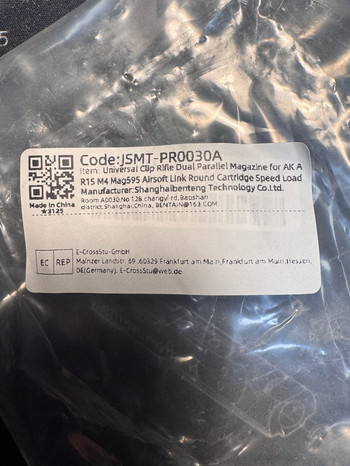 5
Code:JSMT-PR0030A
Item: Universal Clip Rifle Dual Parallel Magazine for AK A
R15 M4 Mag595 Airsoft Link Round Cartridge Speed Load
Manufacturer:Shanghaibenteng Technology Co.Ltd.
Room A0030,No 128 changyi rd,Baoshan
district,Shanghai,China, BENTAIN@163.COM
Made In China
★3125
EC REP
E-CrossStu-GmbH
Mainzer Landstr. 69 ,60329 Frankfurt am Main,Frankfurt am Main,Hessen,
DE(Germany), E-CrossStu@web.de